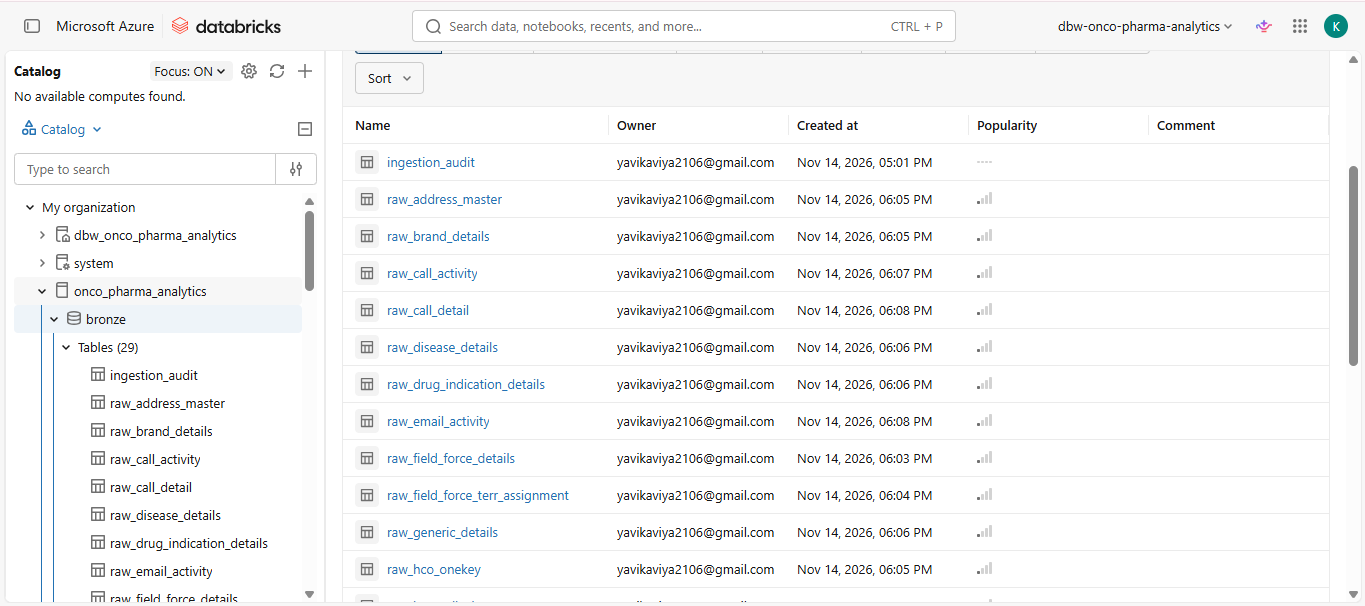 Microsoft Azure databricks Search data, notebooks, recents, and more... CTRL + P dbw-onco-pharma-analytics K
Catalog Focus: ON
No available computes found.
Catalog
Type to search
My organization
dbw_onco_pharma_analytics
system
onco_pharma_analytics
bronze
Tables (29)
ingestion_audit
raw_address_master
raw_brand_details
raw_call_activity
raw_call_detail
raw_disease_details
raw_drug_indication_details
raw_email_activity
raw_field_force_details
Sort
Name Owner Created at Popularity Comment
ingestion_audit yavikaviya2106@gmail.com Nov 14, 2026, 05:01 PM
raw_address_master yavikaviya2106@gmail.com Nov 14, 2026, 06:05 PM
raw_brand_details yavikaviya2106@gmail.com Nov 14, 2026, 06:05 PM
raw_call_activity yavikaviya2106@gmail.com Nov 14, 2026, 06:07 PM
raw_call_detail yavikaviya2106@gmail.com Nov 14, 2026, 06:08 PM
raw_disease_details yavikaviya2106@gmail.com Nov 14, 2026, 06:06 PM
raw_drug_indication_details yavikaviya2106@gmail.com Nov 14, 2026, 06:06 PM
raw_email_activity yavikaviya2106@gmail.com Nov 14, 2026, 06:08 PM
raw_field_force_details yavikaviya2106@gmail.com Nov 14, 2026, 06:03 PM
raw_field_force_terr_assignment yavikaviya2106@gmail.com Nov 14, 2026, 06:04 PM
raw_generic_details yavikaviya2106@gmail.com Nov 14, 2026, 06:06 PM
raw_hco_onekey yavikaviya2106@gmail.com Nov 14, 2026, 06:05 PM